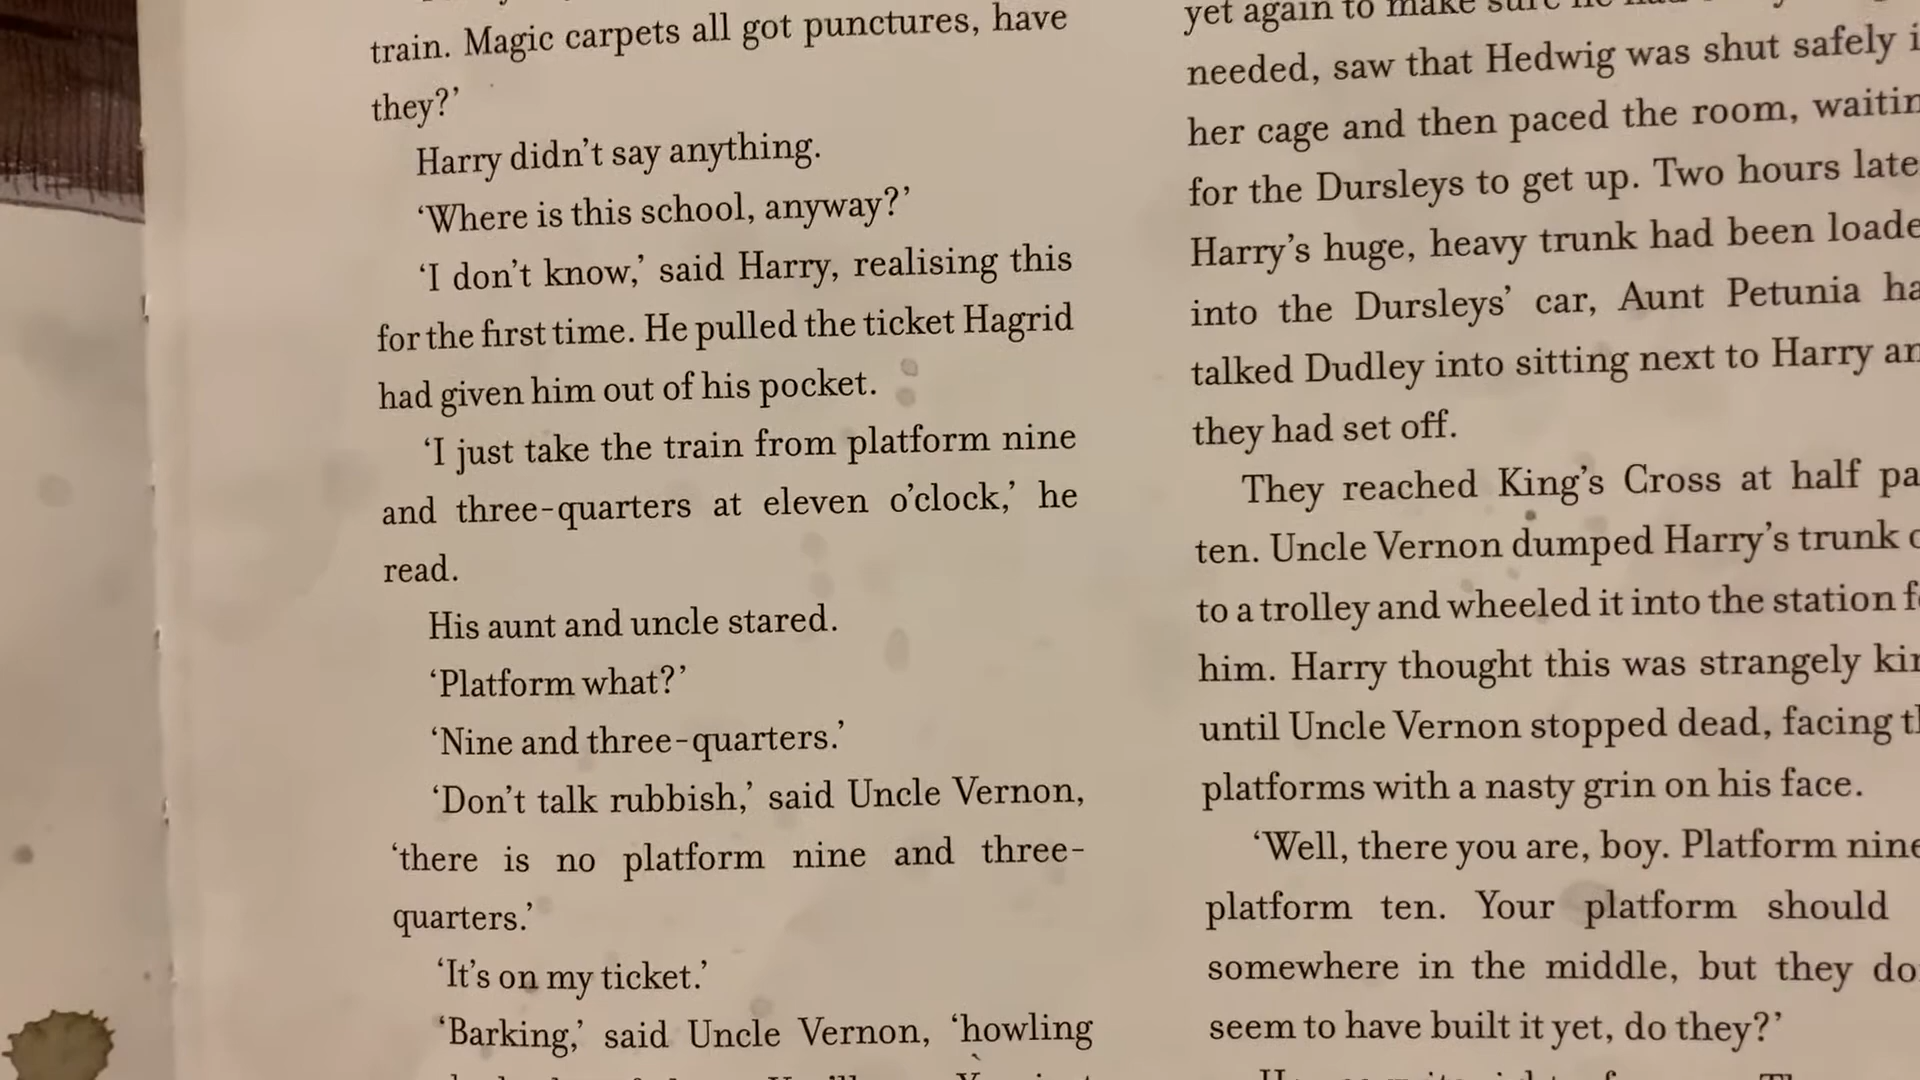 train. Magic carpets all got punctures, have
they?’
Harry didn’t say anything.
‘Where is this school, anyway?’
‘I don’t know,’ said Harry, realising this
for the first time. He pulled the ticket Hagrid
had given him out of his pocket.
‘I just take the train from platform nine
and three-quarters at eleven o’clock,’ he
read.
His aunt and uncle stared.
‘Platform what?’
‘Nine and three-quarters.’
‘Don’t talk rubbish,’ said Uncle Vernon,
‘there is no platform nine and three-
quarters.’
‘It’s on my ticket.’
‘Barking,’ said Uncle Vernon, ‘howling
yet again to make sure he
needed, saw that Hedwig was shut safely
her cage and then paced the room,
for the Dursleys to get up. Two hours
Harry’s huge, heavy trunk had been
into the Dursleys’ car, Aunt Petunia
talked Dudley into sitting next to Harry
they had set off.
They reached King’s Cross at half
ten. Uncle Vernon dumped Harry’s trunk
to a trolley and wheeled it into the station
him. Harry thought this was strangely
until Uncle Vernon stopped dead, facing
platforms with a nasty grin on his face.
‘Well, there you are, boy. Platform nine
platform ten. Your platform should
somewhere in the middle, but they
seem to have built it yet, do they?’